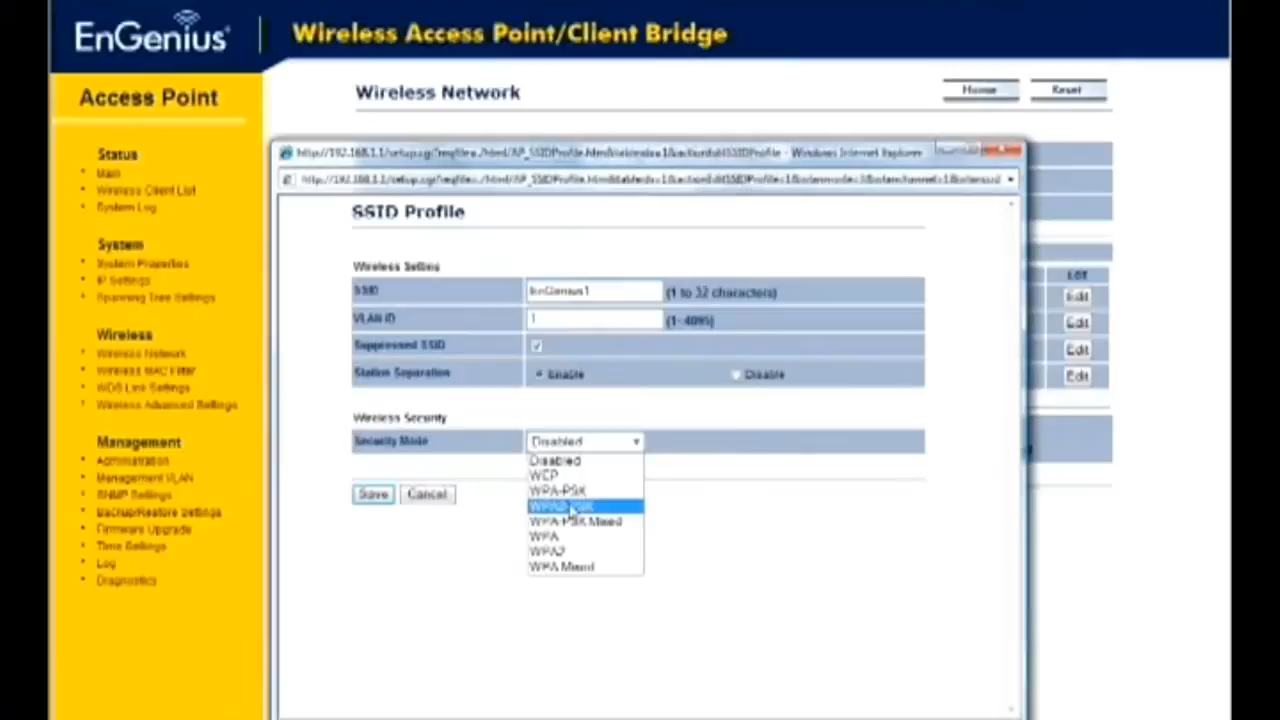 EnGenius
Wireless Access Point/Client Bridge
Access Point
Wireless Network
Home
Reset
Status
Main
Wireless Client List
System Log
System
System Properties
IP Settings
Spanning Tree Settings
Wireless
Wireless Network
Wireless MAC Filter
WDS Link Settings
Wireless Advanced Settings
Management
Administration
Management VLAN
SNMP Settings
Backup/Restore Settings
Firmware Upgrade
Time Settings
Log
Diagnostics
Windows Internet Explorer
SSID Profile
Wireless Setting
SSID
EnGenius1
(1 to 32 characters)
VLAN ID
1
(1~4095)
Suppressed SSID
Station Separation
Enable
Disable
Wireless Security
Security Mode
Disabled
Disabled
WEP
WPA-PSK
WPA2-PSK
WPA-PSK Mixed
WPA
WPA2
WPA Mixed
Save
Cancel
Edit
Edit
Edit
Edit